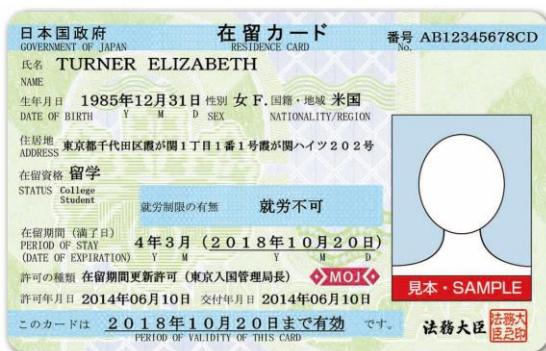 日本国政府 在留カード 番号 AB12345678CD
GOVERNMENT OF JAPAN RESIDENCE CARD No.
氏名 TURNER ELIZABETH
NAME
生年月日 1985年12月31日 性別 女 F. 国籍・地域 米国
DATE OF BIRTH Y M D SEX NATIONALITY/REGION
住居地 東京都千代田区霞が関1丁目1番1号霞が関ハイツ202号
ADDRESS
在留資格 留学
STATUS College
Student
就労制限の有無 就労不可
在留期間 (満了日)
PERIOD OF STAY 4年3月 (2018年10月20日)
(DATE OF EXPIRATION) Y M Y M D
許可の種類 在留期間更新許可 (東京入国管理局長) MOJ
見本・SAMPLE
許可年月日 2014年06月10日 交付年月日 2014年06月10日
このカードは 2018年10月20日まで有効 です。
PERIOD OF VALIDITY OF THIS CARD
法務大臣 法務大臣之印